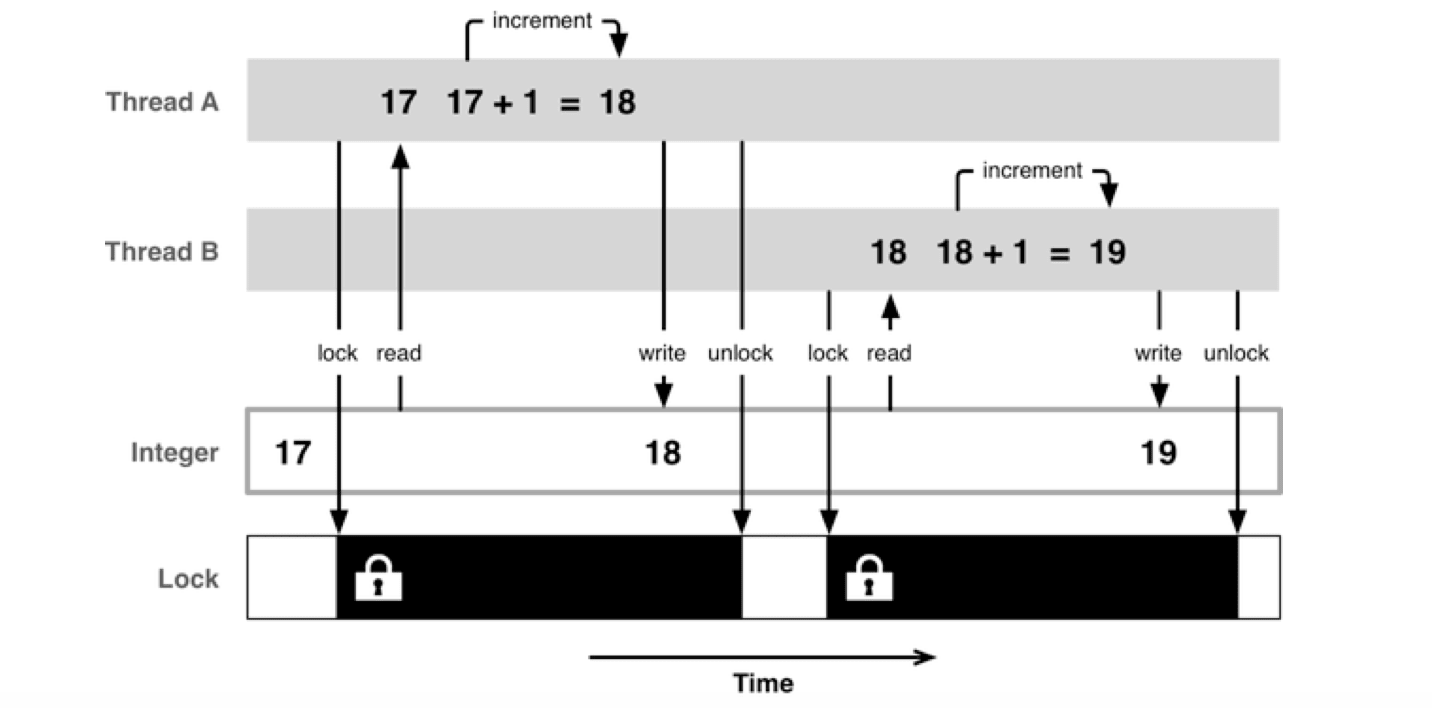 increment
Thread A
17 17 + 1 = 18
increment
Thread B
18 18 + 1 = 19
lock read write unlock lock read write unlock
Integer
17 18 19
Lock
Time